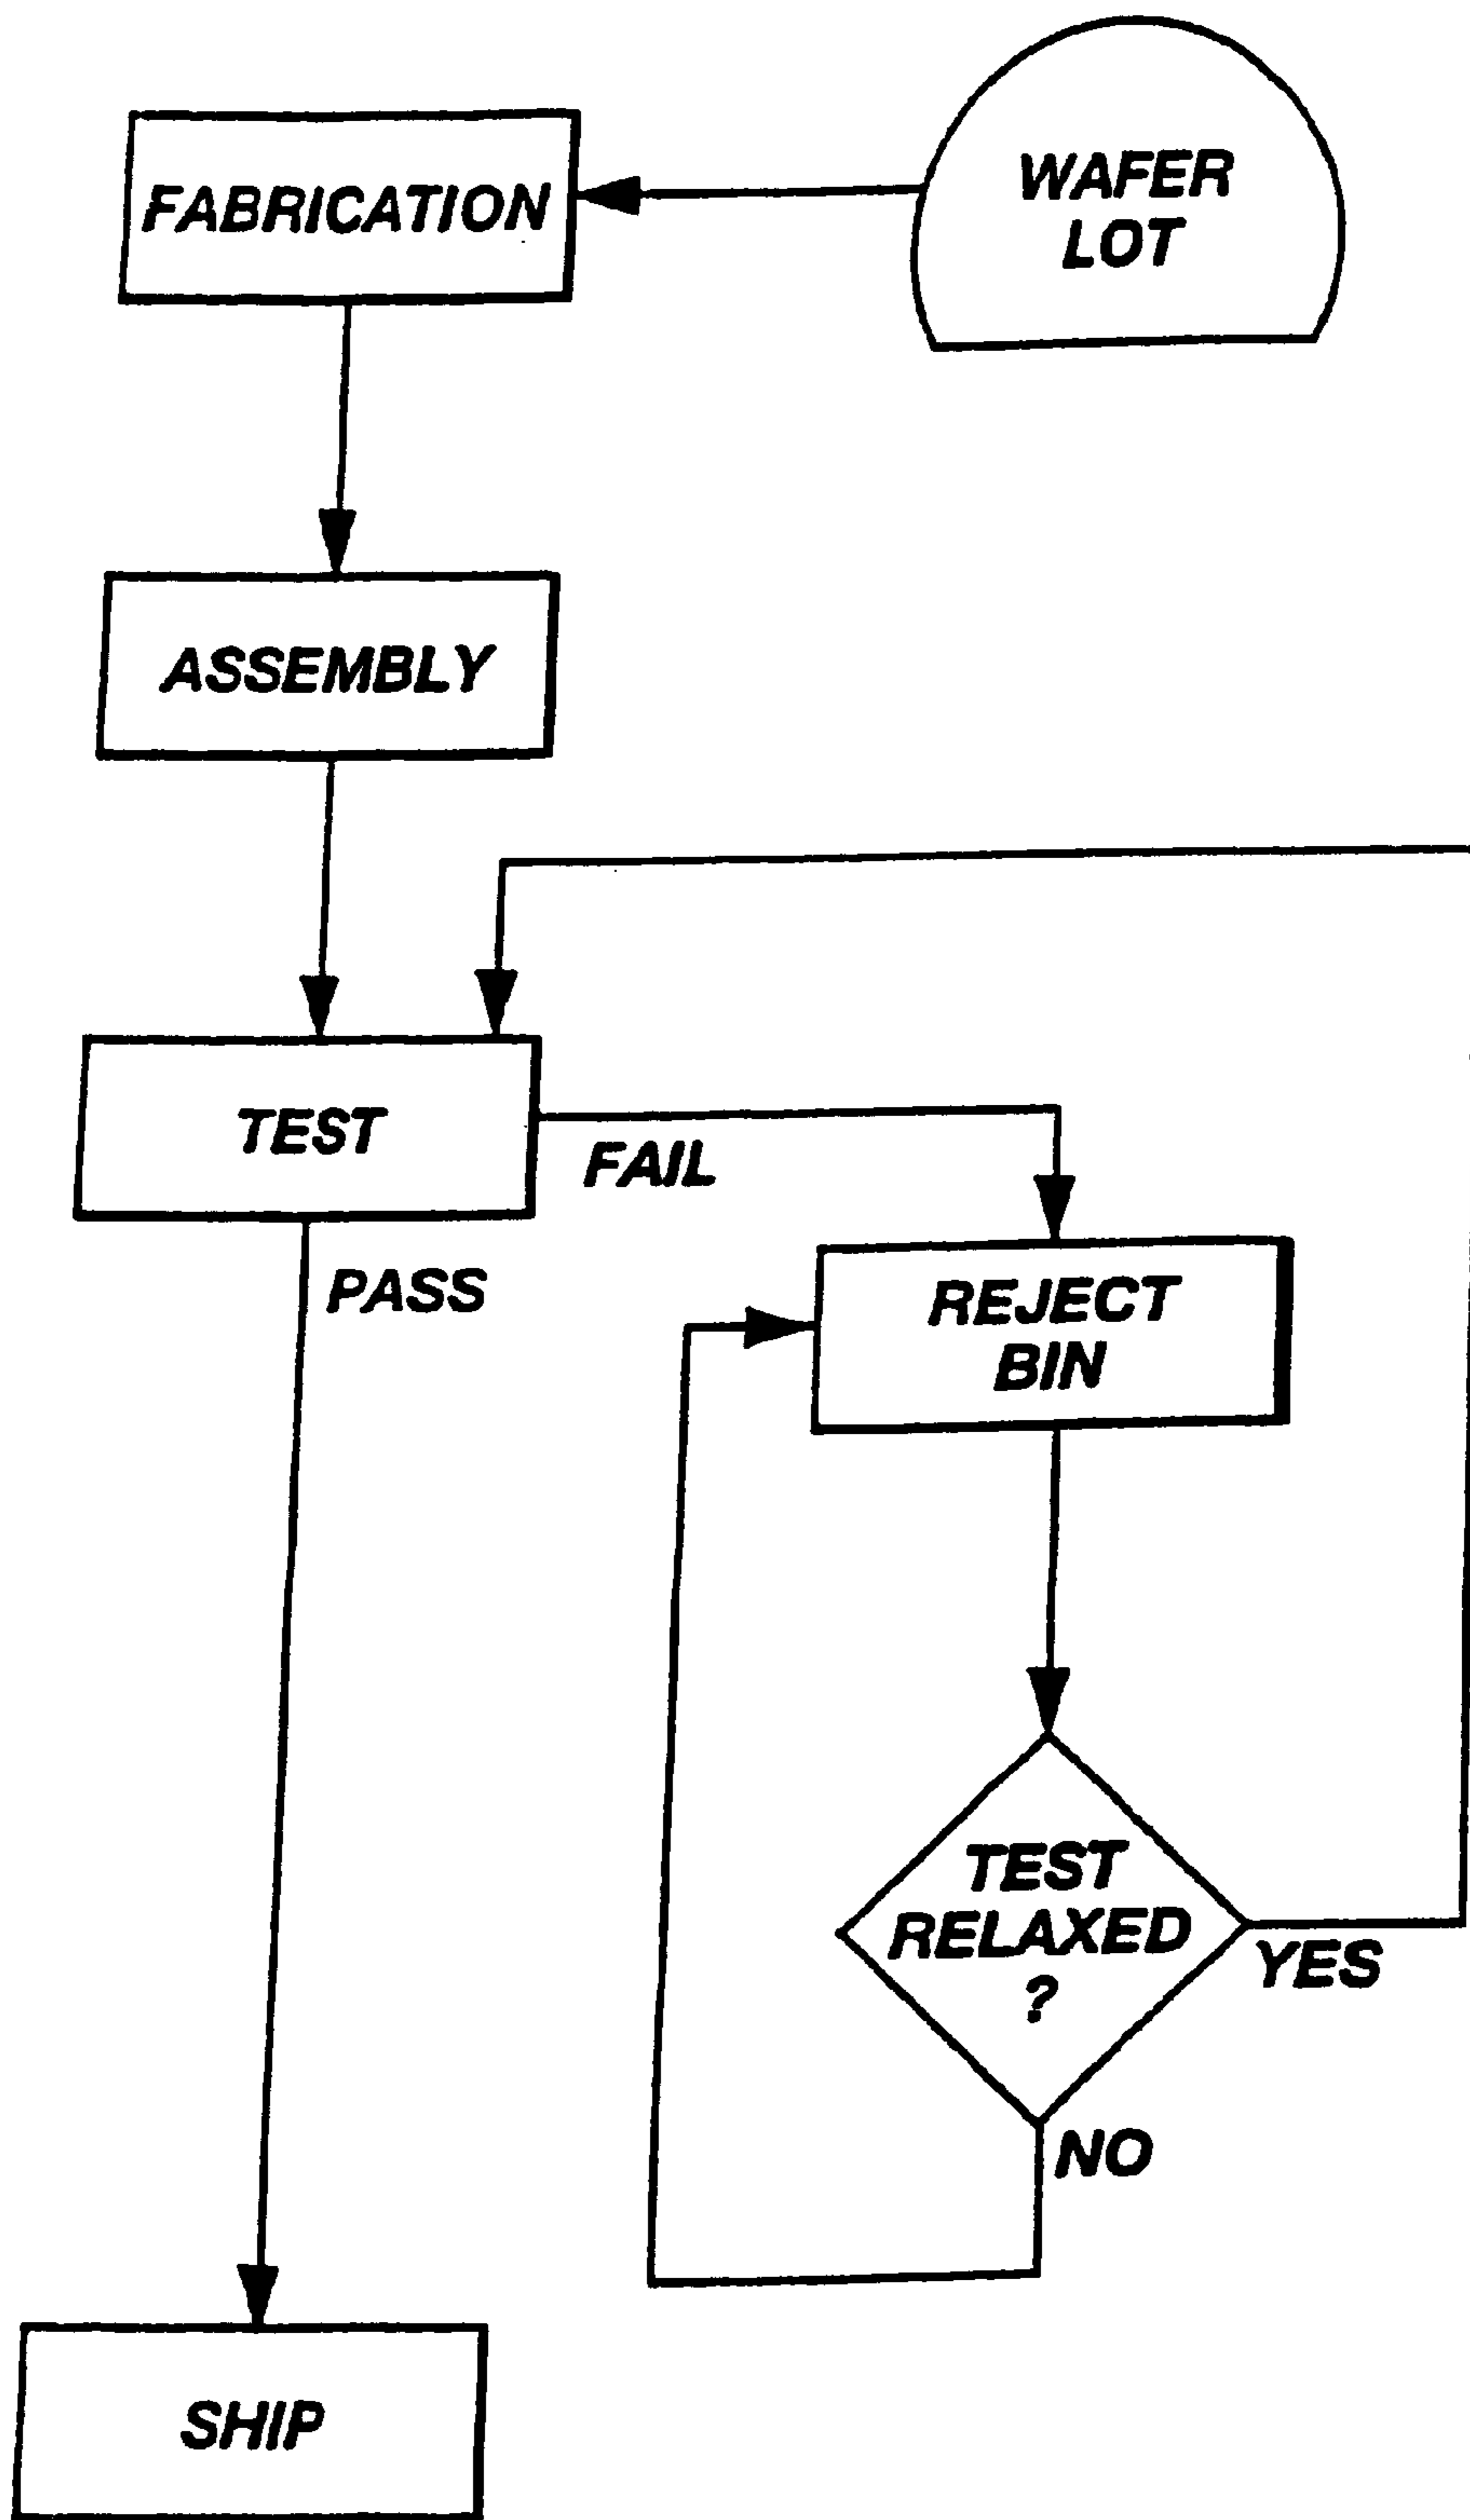 WAFER
LOT
FABRICATION
ASSEMBLY
TEST
FAIL
PASS
REJECT
BIN
TEST
RELAXED
?
YES
NO
SHIP